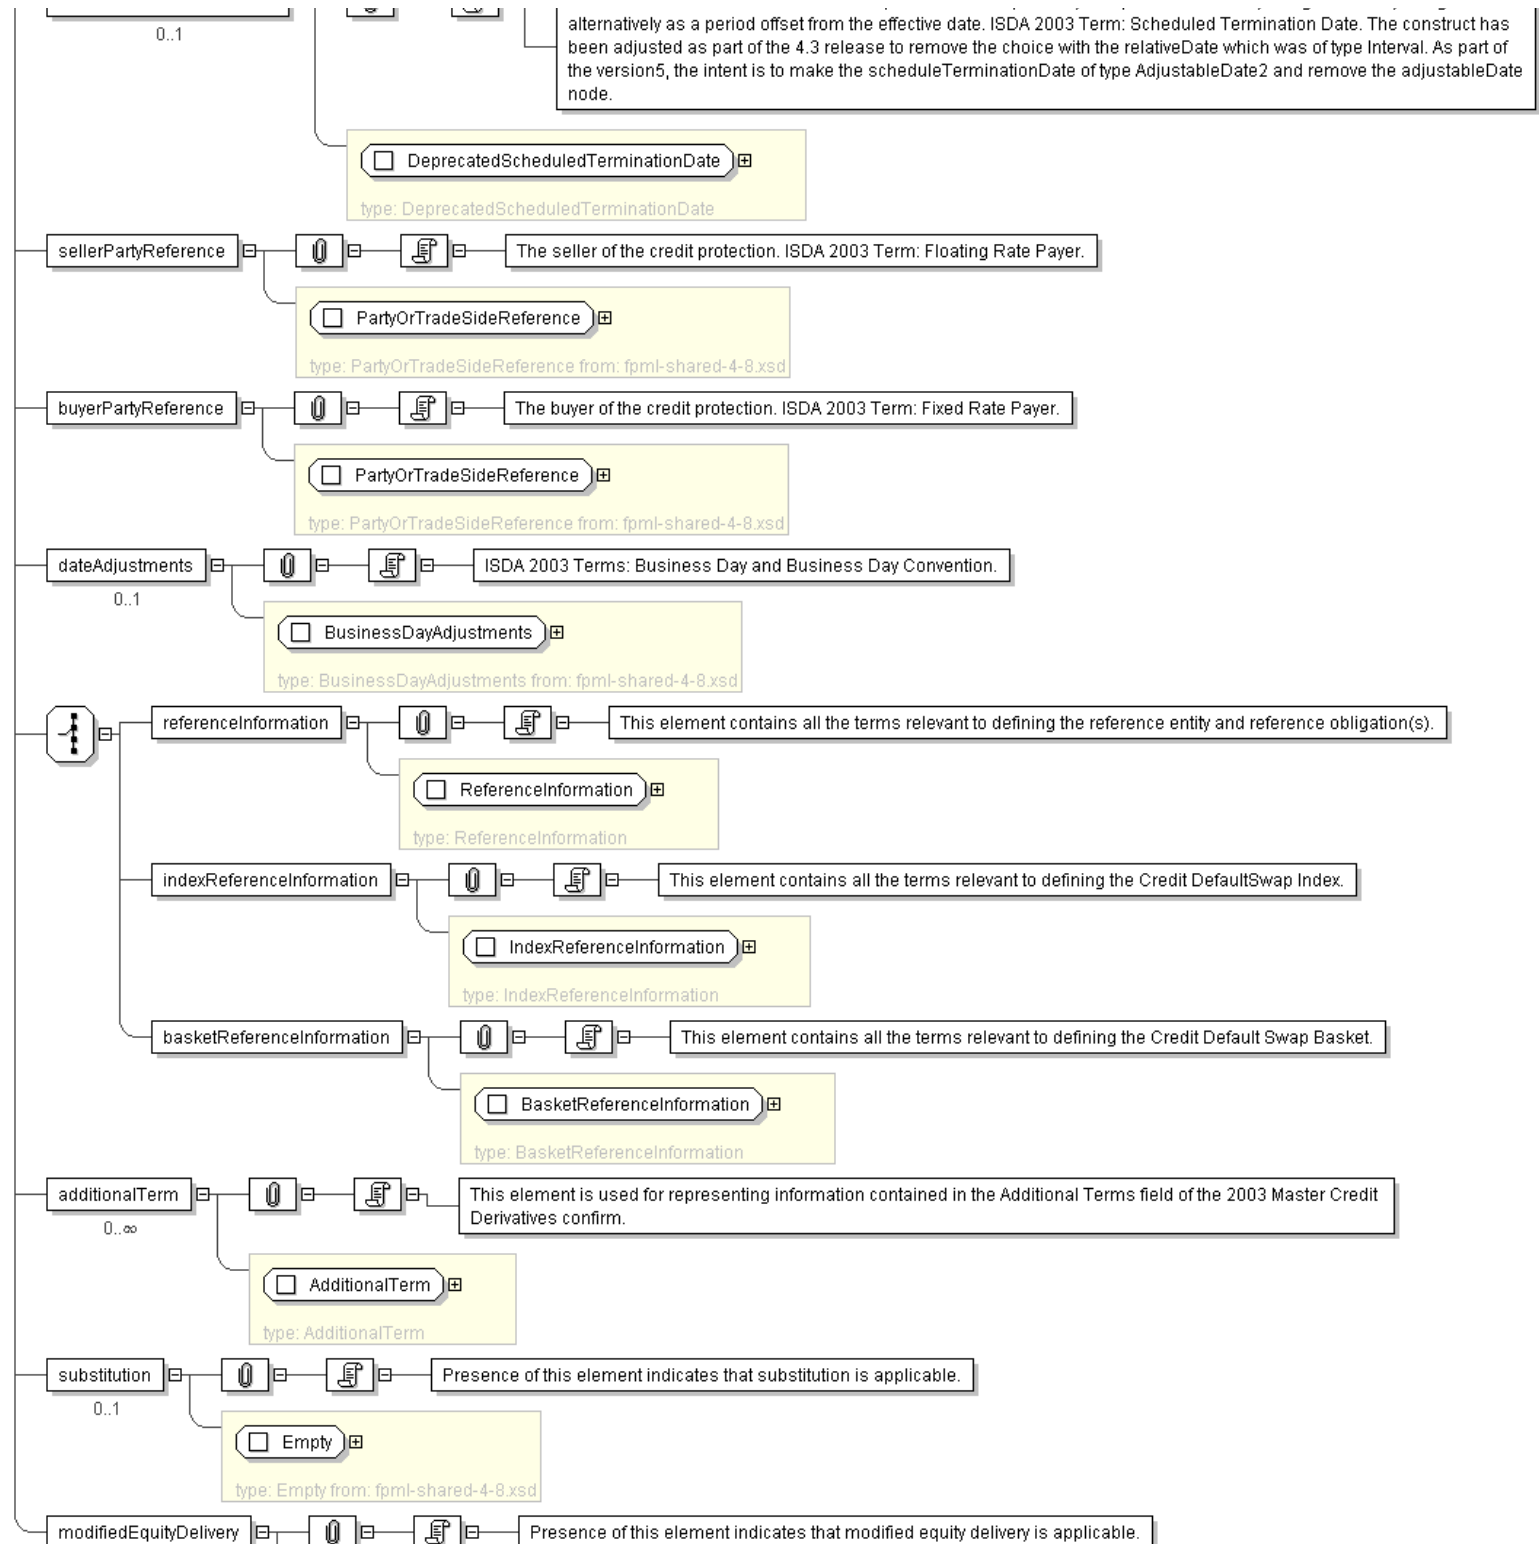 0..1
alternatively as a period offset from the effective date. ISDA 2003 Term: Scheduled Termination Date. The construct has
been adjusted as part of the 4.3 release to remove the choice with the relativeDate which was of type Interval. As part of
the version5, the intent is to make the scheduleTerminationDate of type AdjustableDate2 and remove the adjustableDate
node.
DeprecatedScheduledTerminationDate
type: DeprecatedScheduledTerminationDate
sellerPartyReference
The seller of the credit protection. ISDA 2003 Term: Floating Rate Payer.
PartyOrTradeSideReference
type: PartyOrTradeSideReference from: fpml-shared-4-8.xsd
buyerPartyReference
The buyer of the credit protection. ISDA 2003 Term: Fixed Rate Payer.
PartyOrTradeSideReference
type: PartyOrTradeSideReference from: fpml-shared-4-8.xsd
dateAdjustments
ISDA 2003 Terms: Business Day and Business Day Convention.
0..1
BusinessDayAdjustments
type: BusinessDayAdjustments from: fpml-shared-4-8.xsd
referenceInformation
This element contains all the terms relevant to defining the reference entity and reference obligation(s).
ReferenceInformation
type: ReferenceInformation
indexReferenceInformation
This element contains all the terms relevant to defining the Credit DefaultSwap Index.
IndexReferenceInformation
type: IndexReferenceInformation
basketReferenceInformation
This element contains all the terms relevant to defining the Credit Default Swap Basket.
BasketReferenceInformation
type: BasketReferenceInformation
additionalTerm
This element is used for representing information contained in the Additional Terms field of the 2003 Master Credit
Derivatives confirm.
0..∞
AdditionalTerm
type: AdditionalTerm
substitution
Presence of this element indicates that substitution is applicable.
0..1
Empty
type: Empty from: fpml-shared-4-8.xsd
modifiedEquityDelivery
Presence of this element indicates that modified equity delivery is applicable.